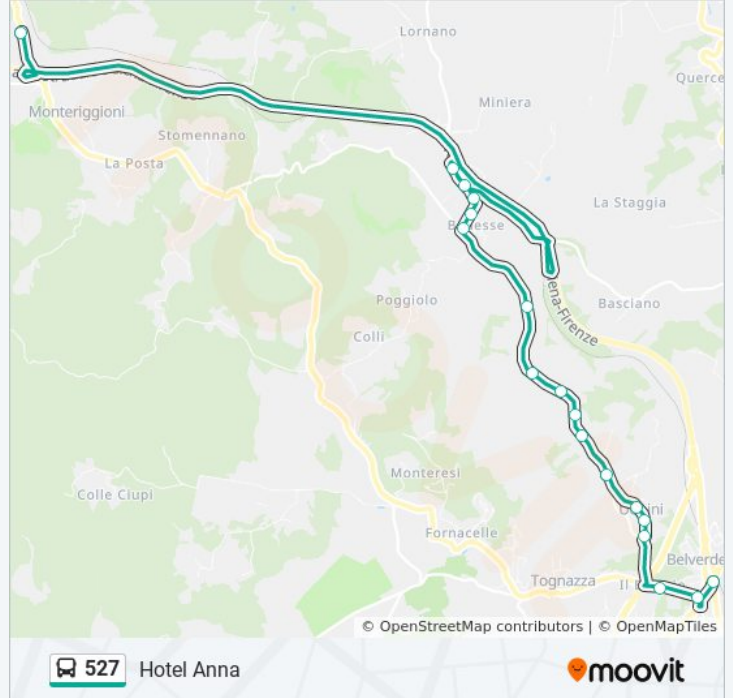 Lornano
Querce
Miniera
Monteriggioni
Stomennano
La Posta
La Staggia
Poggiolo
Basciano
ena-Firenze
Colli
Monteresi
Colle Ciupi
Fornacelle
Belverde
Tognazza
© OpenStreetMap contributors | © OpenMapTiles
527 Hotel Anna
moovit